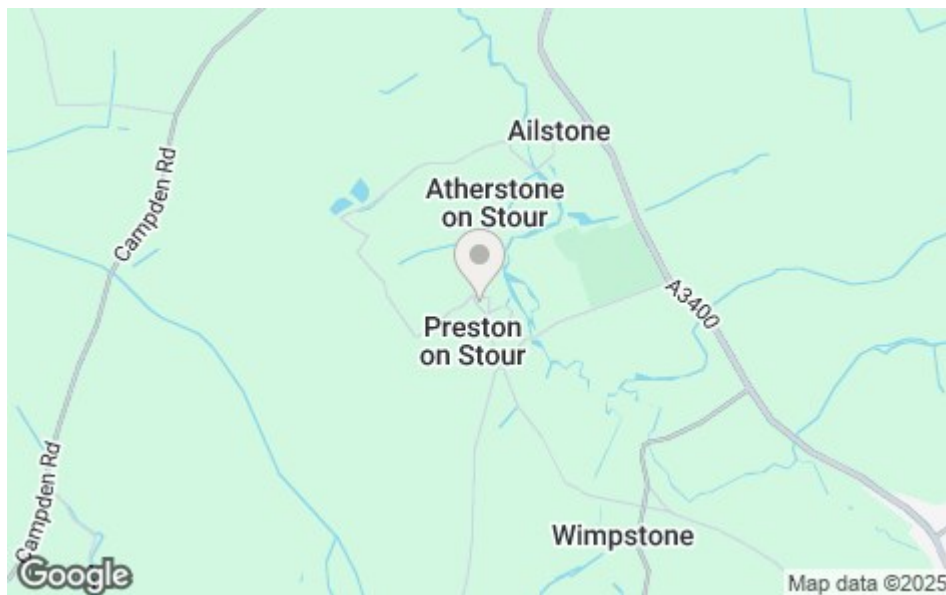 Ailstone
Campden Rd
Atherstone
on Stour
A3400
Preston
on Stour
Campden Rd
Wimpstone
Google
Map data ©2025